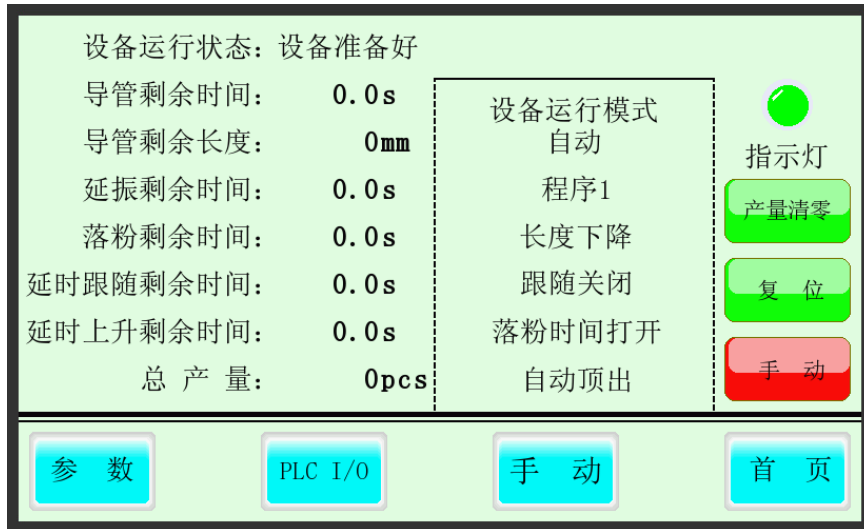 设备运行状态：设备准备好
导管剩余时间： 0.0s
导管剩余长度： 0mm
延振剩余时间： 0.0s
落粉剩余时间： 0.0s
延时跟随剩余时间： 0.0s
延时上升剩余时间： 0.0s
总 产 量： 0pcs
设备运行模式
自动
程序1
长度下降
跟随关闭
落粉时间打开
自动顶出
指示灯
产量清零
复 位
手 动
参 数
PLC I/O
手 动
首 页